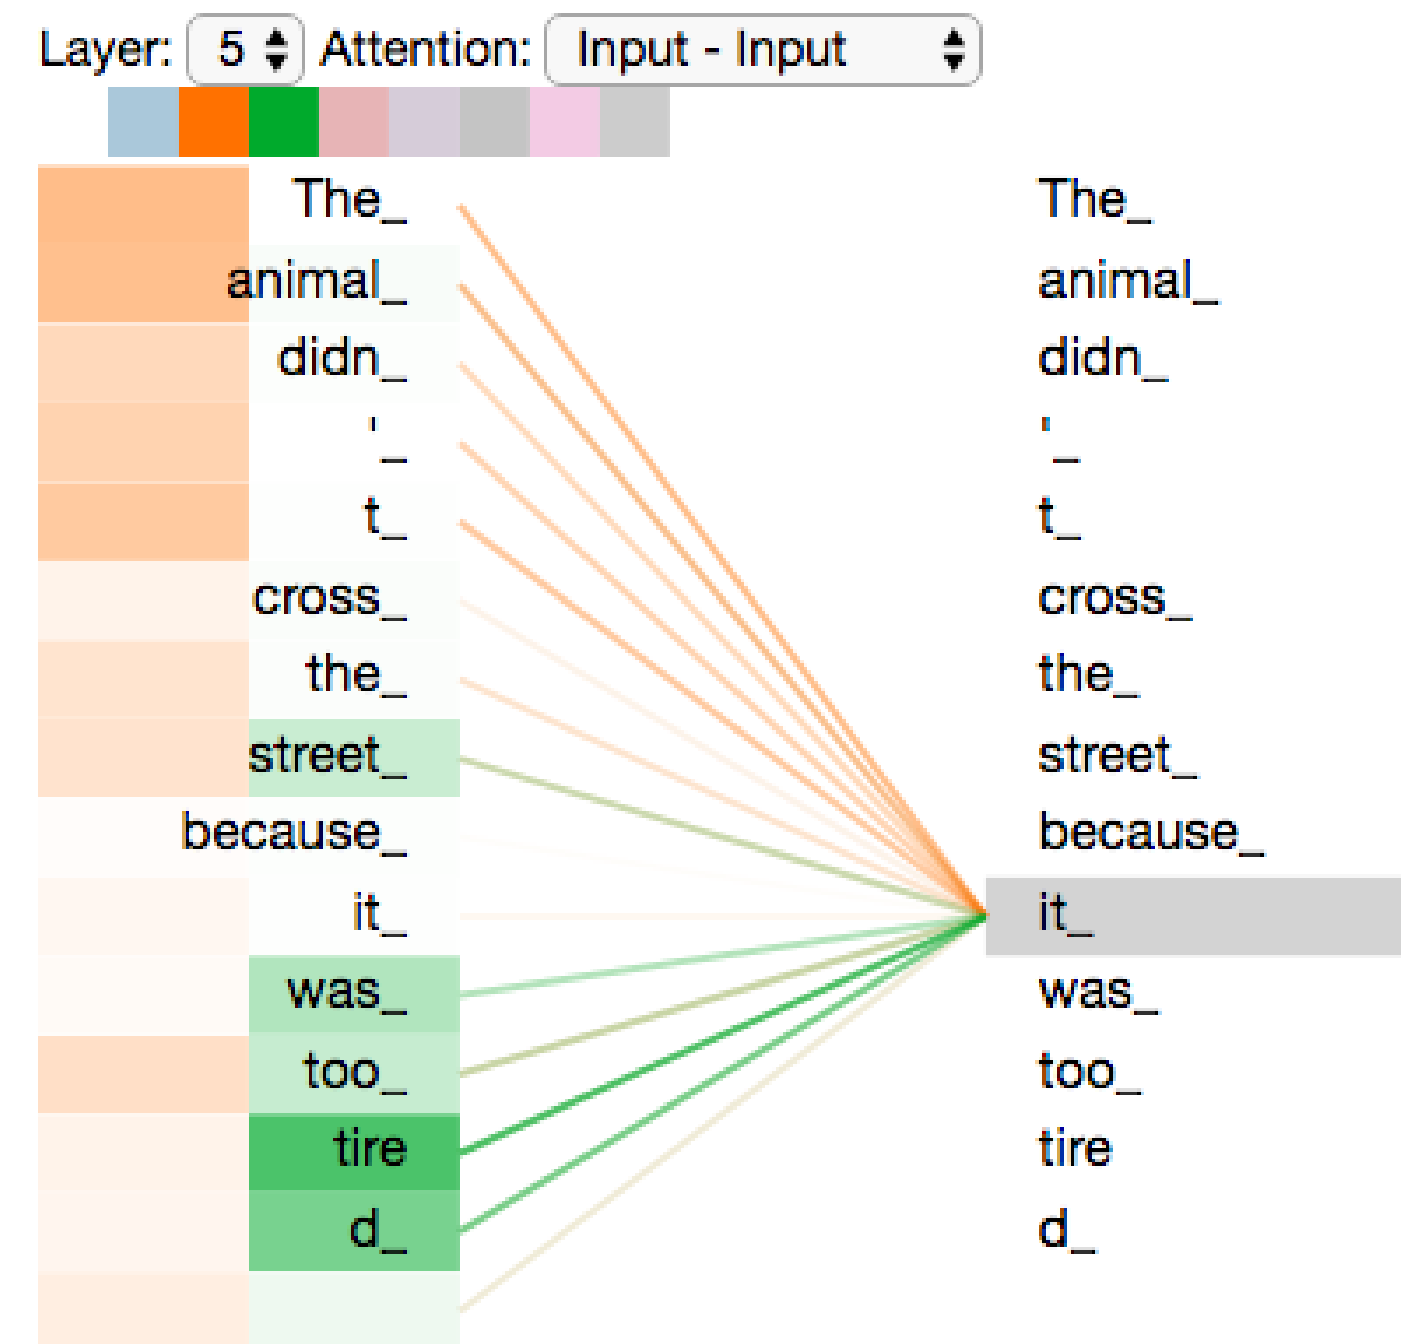 Layer: 5 Attention: Input - Input
The_ The_
animal_ animal_
didn_ didn_
'_ '_
t_ t_
cross_ cross_
the_ the_
street_ street_
because_ because_
it_ it_
was_ was_
too_ too_
tire tire
d_ d_